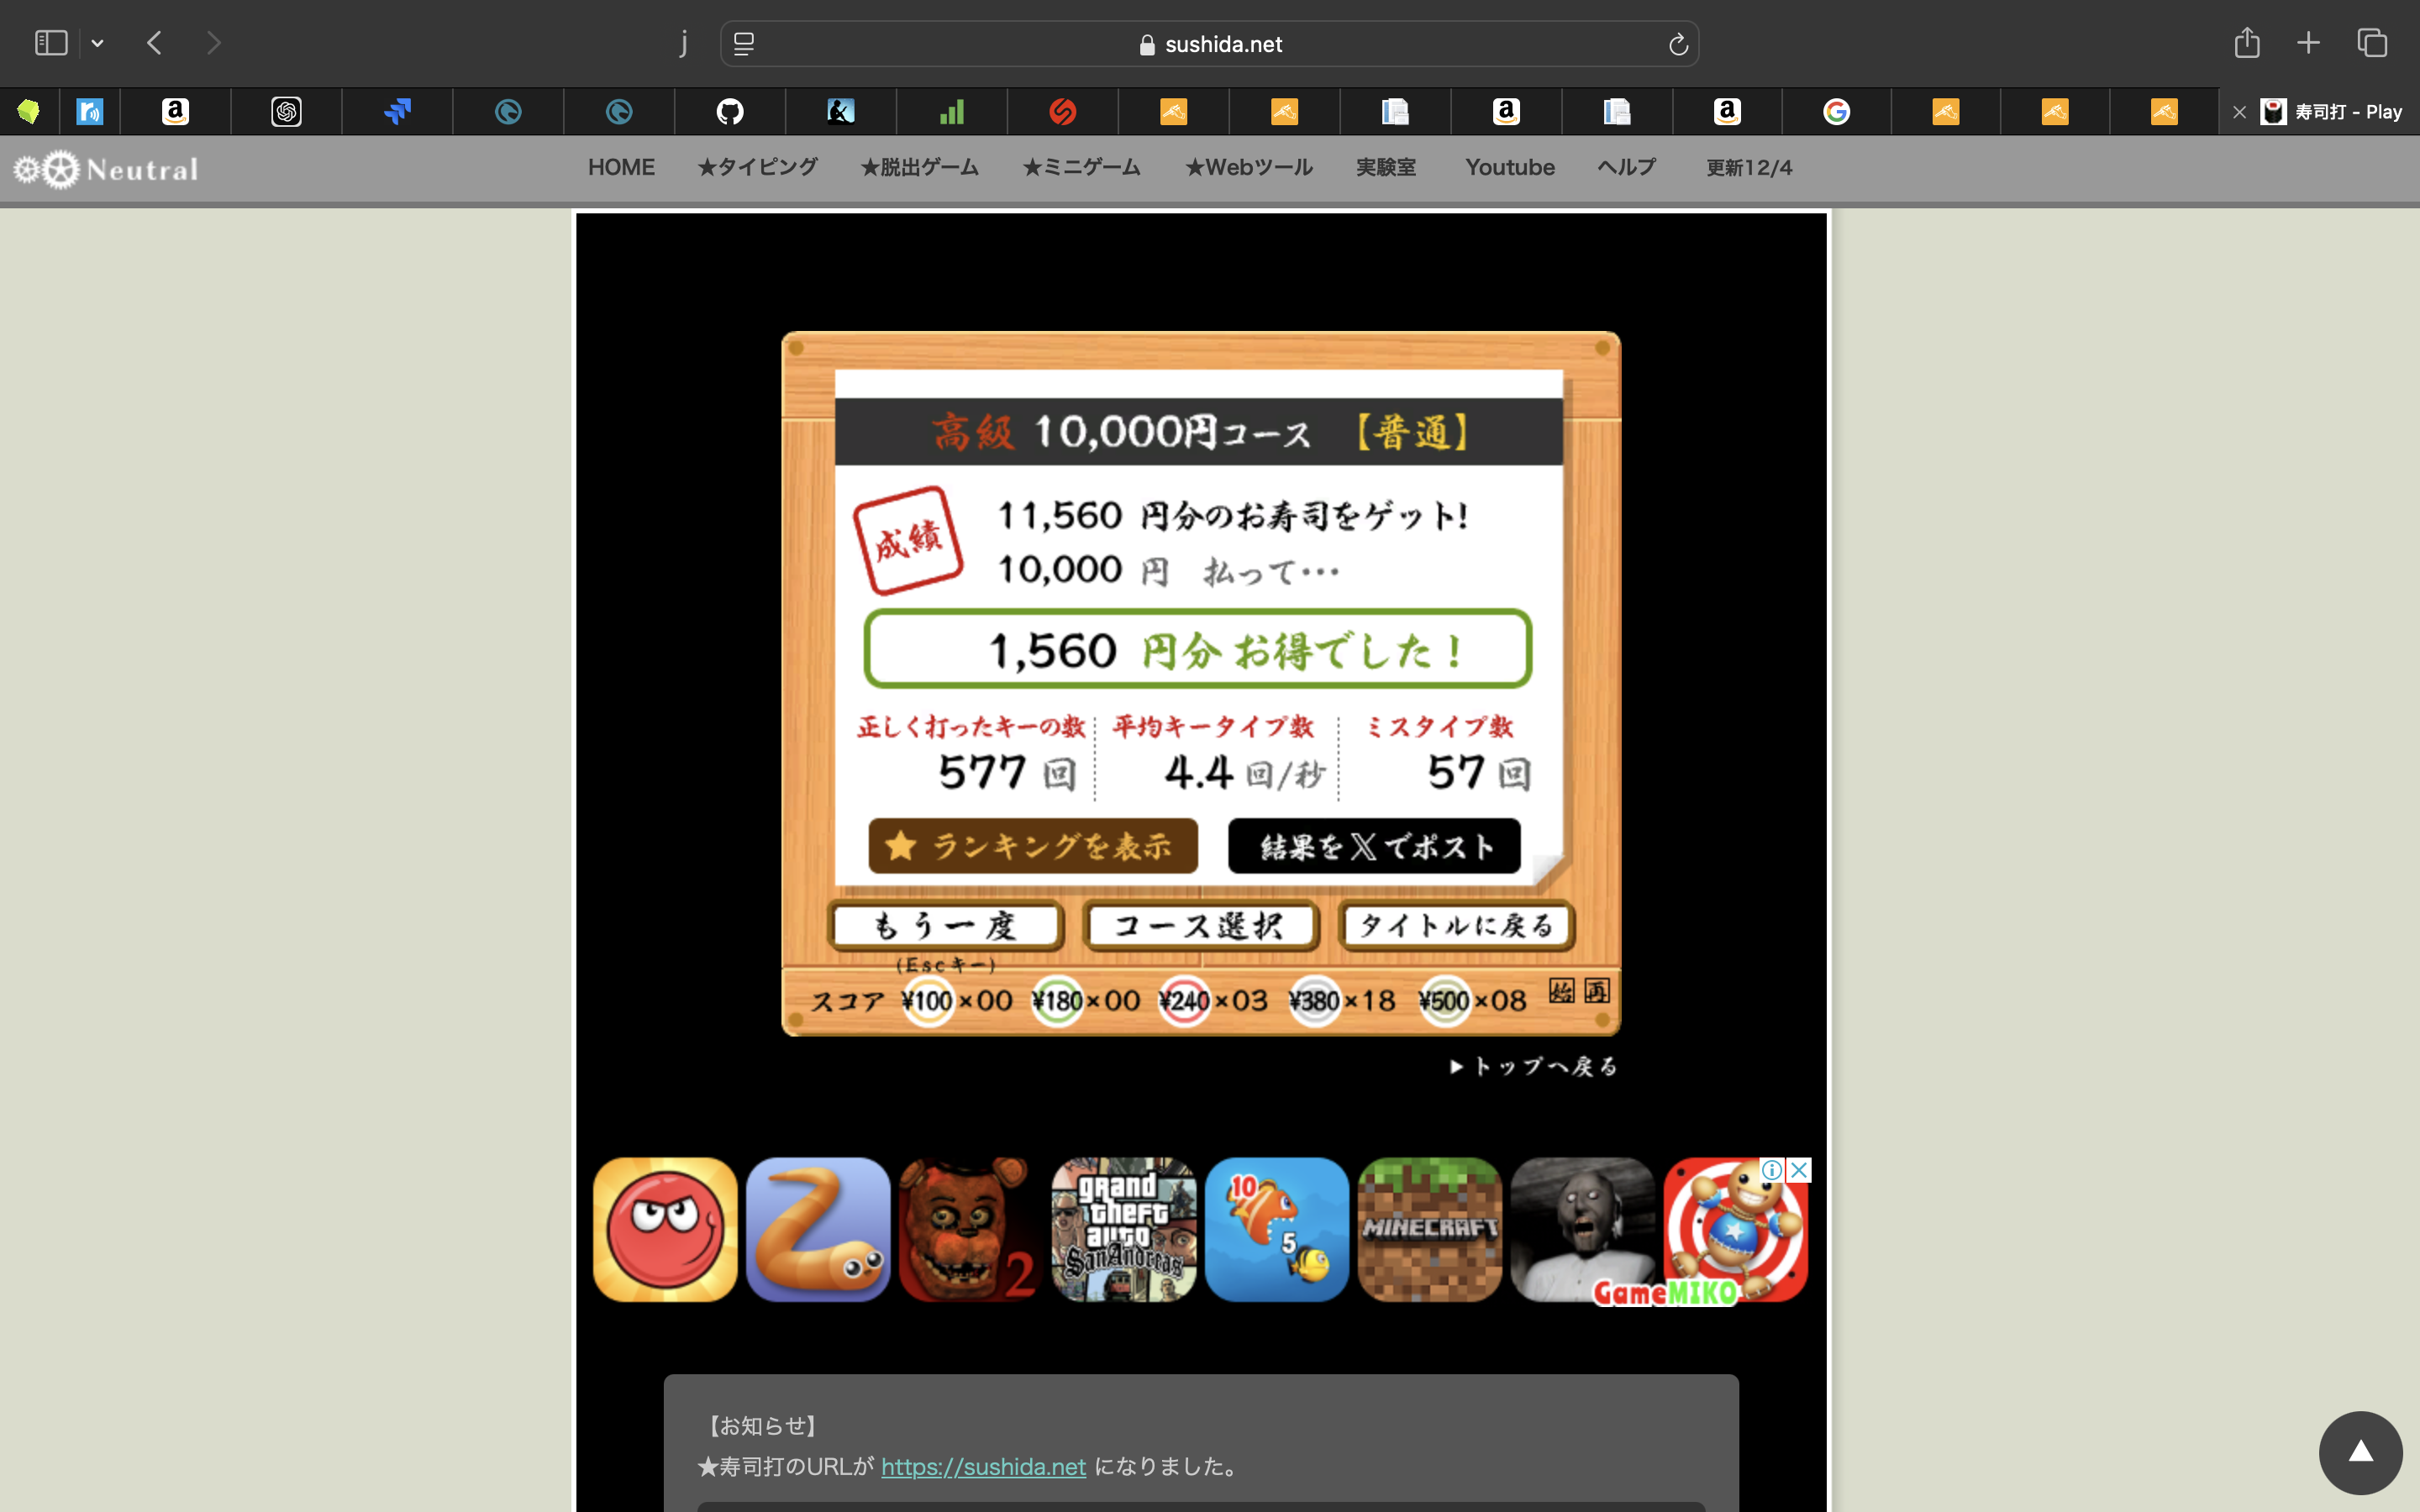 j
sushida.net
寿司打 - Play
Neutral
HOME ★タイピング ★脱出ゲーム ★ミニゲーム ★Webツール 実験室 Youtube ヘルプ 更新12/4
高級 10,000円コース 【普通】
成績
11,560 円分のお寿司をゲット!
10,000 円 払って…
1,560 円分 お得でした!
正しく打ったキーの数 平均キータイプ数 ミスタイプ数
577 回 4.4 回/秒 57 回
★ ランキングを表示 結果を𝕏でポスト
もう一度 コース選択 タイトルに戻る
(Escキー)
スコア ¥100×00 ¥180×00 ¥240×03 ¥380×18 ¥500×08 始 再
▶トップへ戻る
2
grand
theft
auto
San Andreas
10
5
MINECRAFT
GameMIKO
【お知らせ】
★寿司打のURLが https://sushida.net になりました。